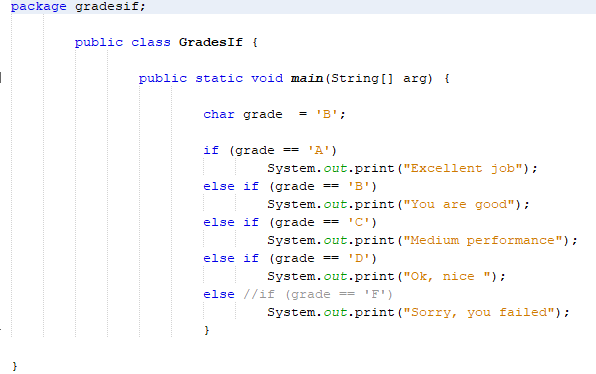 package gradesif;
public class GradesIf {
public static void main(String[] arg) {
char grade  = 'B';
if (grade == 'A')
System.out.print("Excellent job");
else if (grade == 'B')
System.out.print("You are good");
else if (grade == 'C')
System.out.print("Medium performance");
else if (grade == 'D')
System.out.print("Ok, nice ");
else //if (grade == 'F')
System.out.print("Sorry, you failed");
}
}